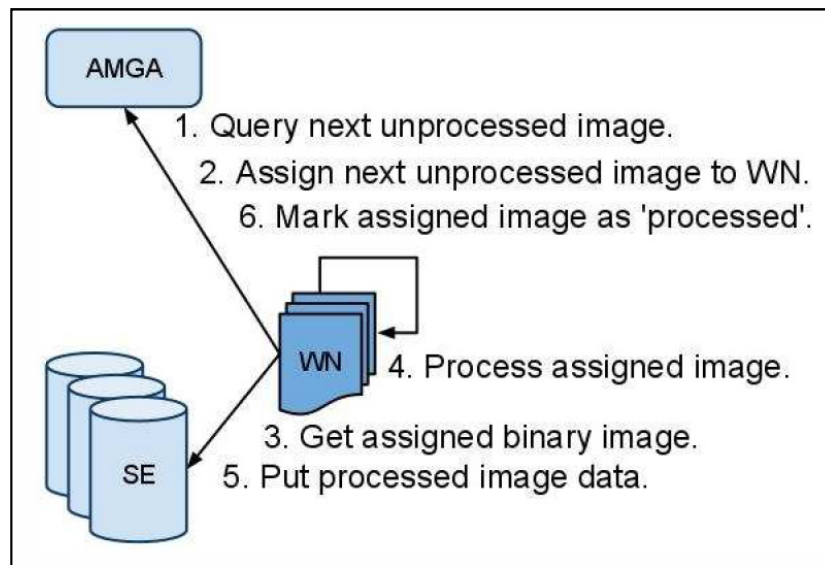 AMGA
1. Query next unprocessed image.
2. Assign next unprocessed image to WN.
6. Mark assigned image as 'processed'.
WN
4. Process assigned image.
3. Get assigned binary image.
SE
5. Put processed image data.